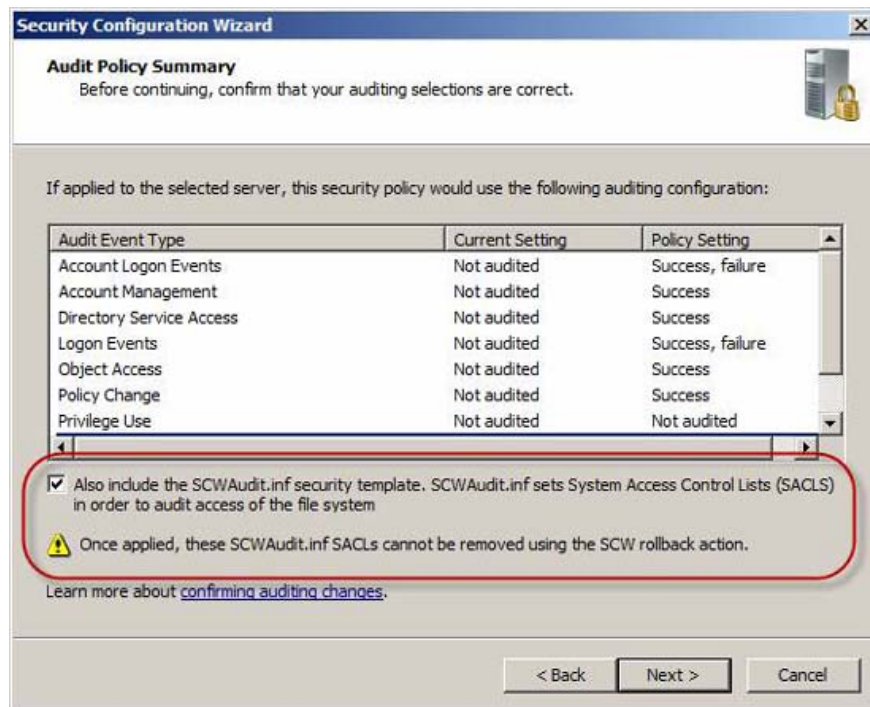 Security Configuration Wizard
Audit Policy Summary
Before continuing, confirm that your auditing selections are correct.
If applied to the selected server, this security policy would use the following auditing configuration:
Audit Event Type Current Setting Policy Setting
Account Logon Events Not audited Success, failure
Account Management Not audited Success
Directory Service Access Not audited Success
Logon Events Not audited Success, failure
Object Access Not audited Success
Policy Change Not audited Success
Privilege Use Not audited Not audited
Also include the SCWAudit.inf security template. SCWAudit.inf sets System Access Control Lists (SACLS)
in order to audit access of the file system
Once applied, these SCWAudit.inf SACLs cannot be removed using the SCW rollback action.
Learn more about confirming auditing changes.
< Back Next > Cancel